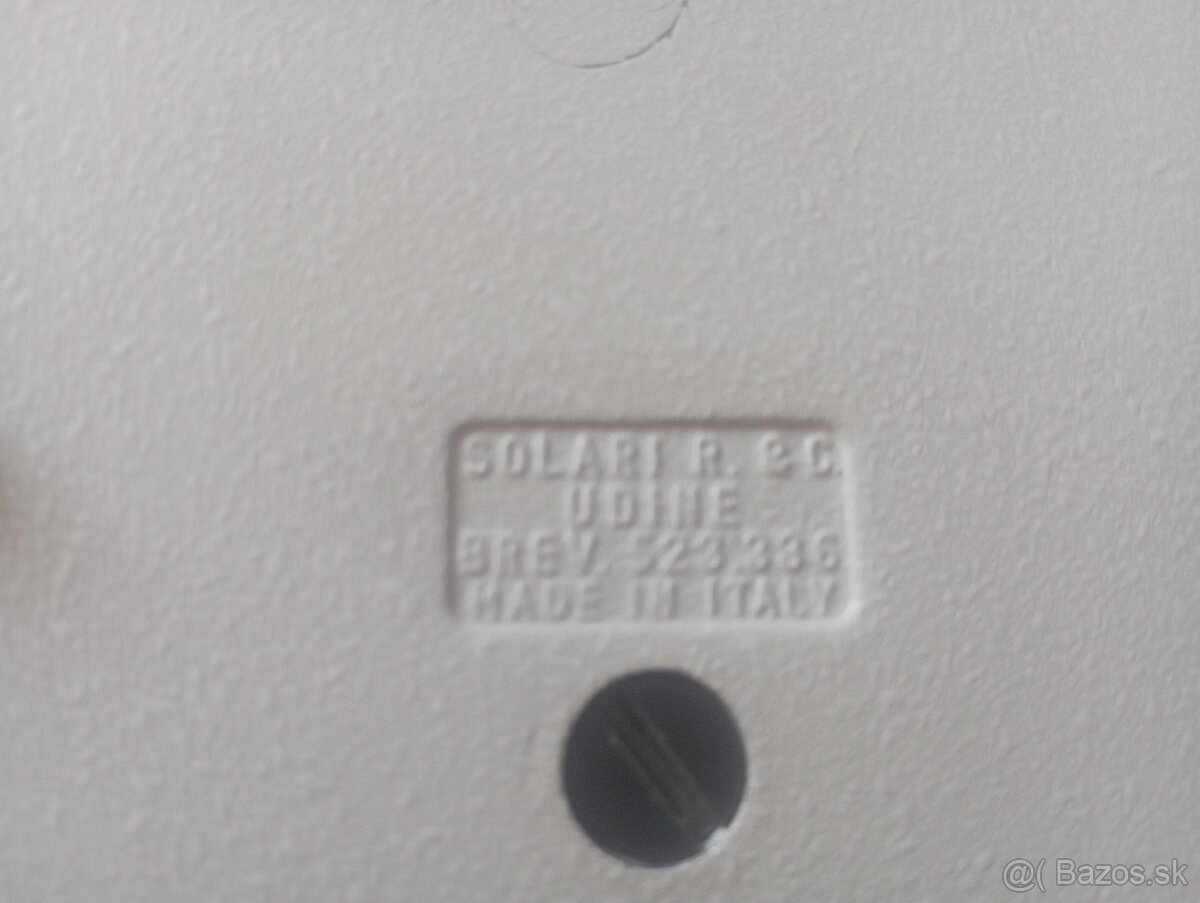 SOLARI R. & C.
UDINE
BREV. 523.336
MADE IN ITALY
@( Bazos.sk